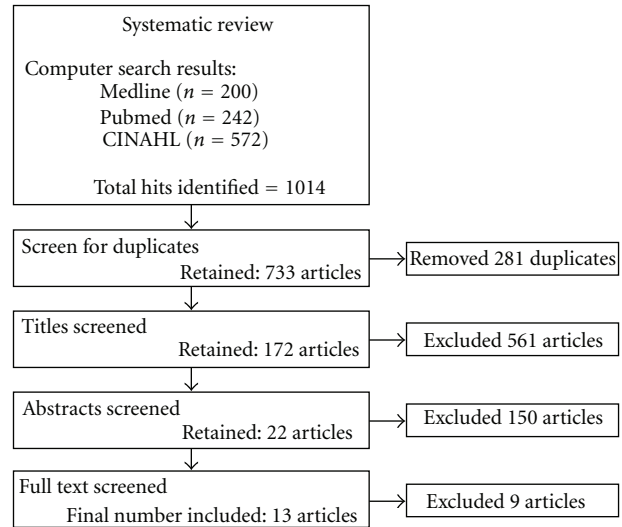 Systematic review
Computer search results:
Medline (n = 200)
Pubmed (n = 242)
CINAHL (n = 572)
Total hits identified = 1014
Screen for duplicates
Retained: 733 articles
Removed 281 duplicates
Titles screened
Retained: 172 articles
Excluded 561 articles
Abstracts screened
Retained: 22 articles
Excluded 150 articles
Full text screened
Final number included: 13 articles
Excluded 9 articles